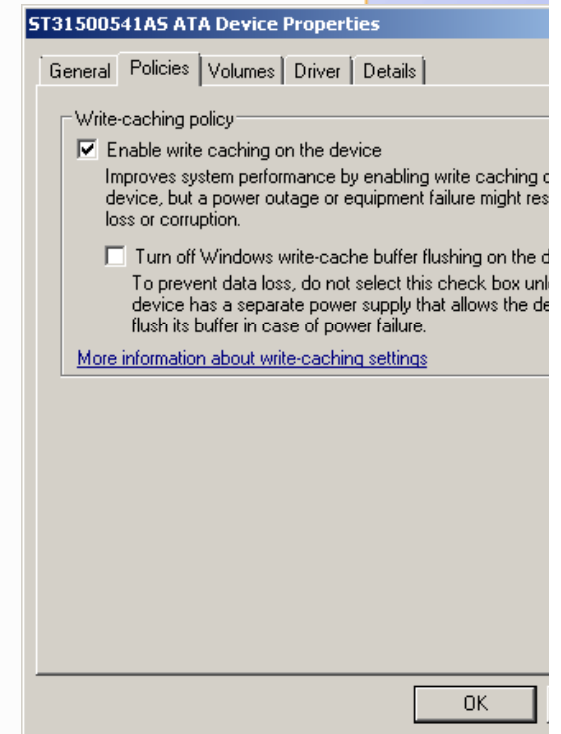 ST31500541AS ATA Device Properties
General Policies Volumes Driver Details
Write-caching policy
Enable write caching on the device
Improves system performance by enabling write caching
device, but a power outage or equipment failure might
loss or corruption.
Turn off Windows write-cache buffer flushing on the
To prevent data loss, do not select this check box
device has a separate power supply that allows the
flush its buffer in case of power failure.
More information about write-caching settings
OK